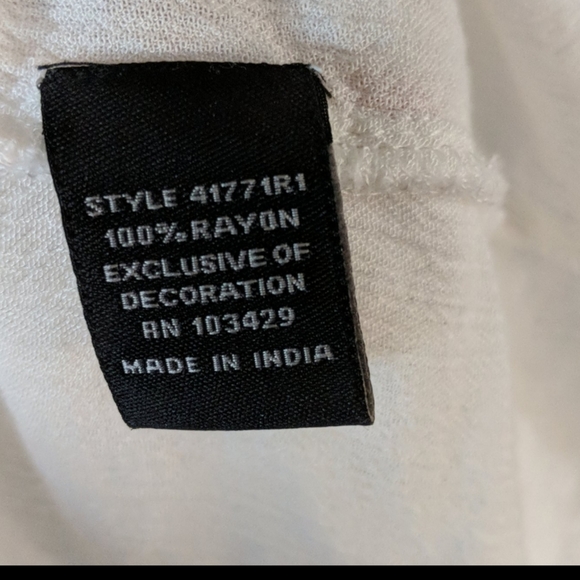 STYLE 41771R1
100% RAYON
EXCLUSIVE OF
DECORATION
RN 103429
MADE IN INDIA